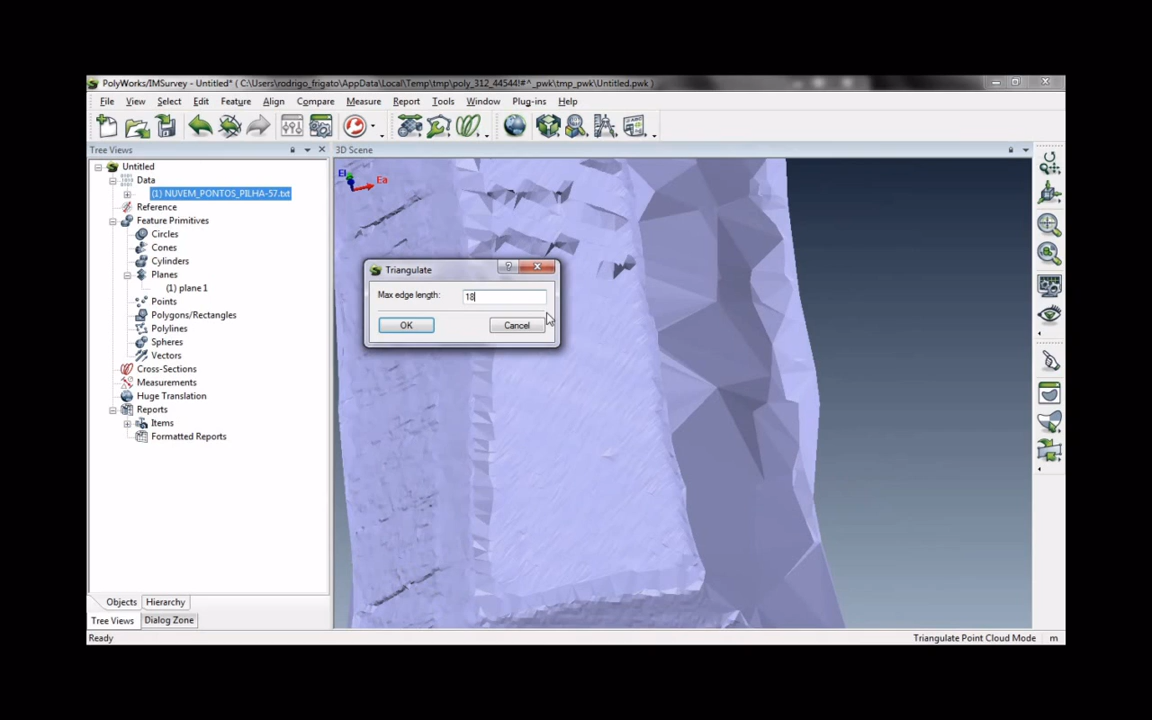 PolyWorks/IMSurvey - Untitled* ( C:\Users\rodrigo_frigato\AppData\Local\Temp\tmp\poly_312_44544!#^_pwk\tmp_pwk\Untitled.pwk )
File View Select Edit Feature Align Compare Measure Report Tools Window Plug-ins Help
Tree Views
3D Scene
Untitled
Data
(1) NUVEM_PONTOS_PILHA-57.txt
Reference
Feature Primitives
Circles
Cones
Cylinders
Planes
(1) plane 1
Points
Polygons/Rectangles
Polylines
Spheres
Vectors
Cross-Sections
Measurements
Huge Translation
Reports
Items
Formatted Reports
El
Ea
Triangulate
Max edge length: 18
OK Cancel
Objects Hierarchy
Tree Views Dialog Zone
Ready
Triangulate Point Cloud Mode m